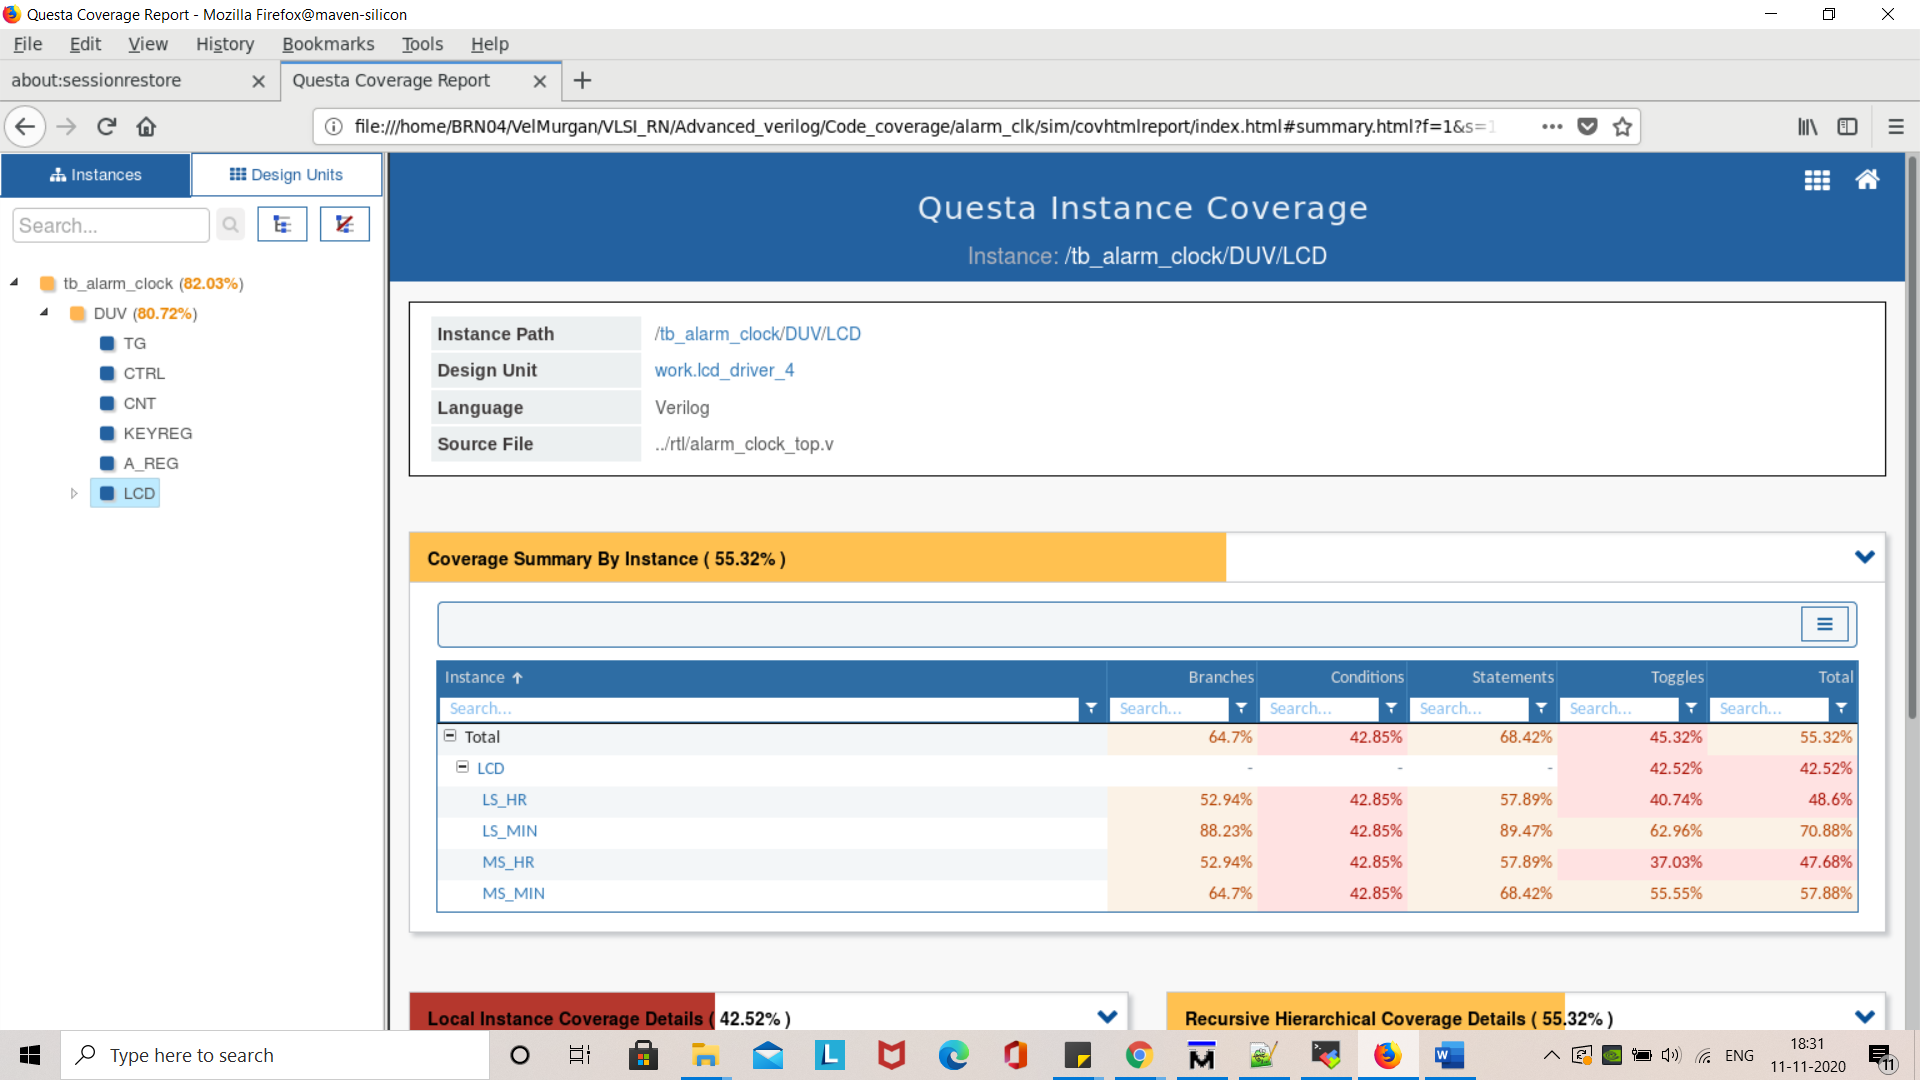 Questa Coverage Report - Mozilla Firefox@maven-silicon
File Edit View History Bookmarks Tools Help
about:sessionrestore
Questa Coverage Report
file:///home/BRN04/VelMurgan/VLSI_RN/Advanced_verilog/Code_coverage/alarm_clk/sim/covhtmlreport/index.html#summary.html?f=1&s=1
Instances
Design Units
Search...
tb_alarm_clock (82.03%)
DUV (80.72%)
TG
CTRL
CNT
KEYREG
A_REG
LCD
Questa Instance Coverage
Instance: /tb_alarm_clock/DUV/LCD
Instance Path /tb_alarm_clock/DUV/LCD
Design Unit work.lcd_driver_4
Language Verilog
Source File ../rtl/alarm_clock_top.v
Coverage Summary By Instance ( 55.32% )
Instance Branches Conditions Statements Toggles Total
Search... Search... Search... Search... Search... Search...
Total 64.7% 42.85% 68.42% 45.32% 55.32%
LCD - - - 42.52% 42.52%
LS_HR 52.94% 42.85% 57.89% 40.74% 48.6%
LS_MIN 88.23% 42.85% 89.47% 62.96% 70.88%
MS_HR 52.94% 42.85% 57.89% 37.03% 47.68%
MS_MIN 64.7% 42.85% 68.42% 55.55% 57.88%
Local Instance Coverage Details ( 42.52% )
Recursive Hierarchical Coverage Details ( 55.32% )
Type here to search
ENG
18:31
11-11-2020
11